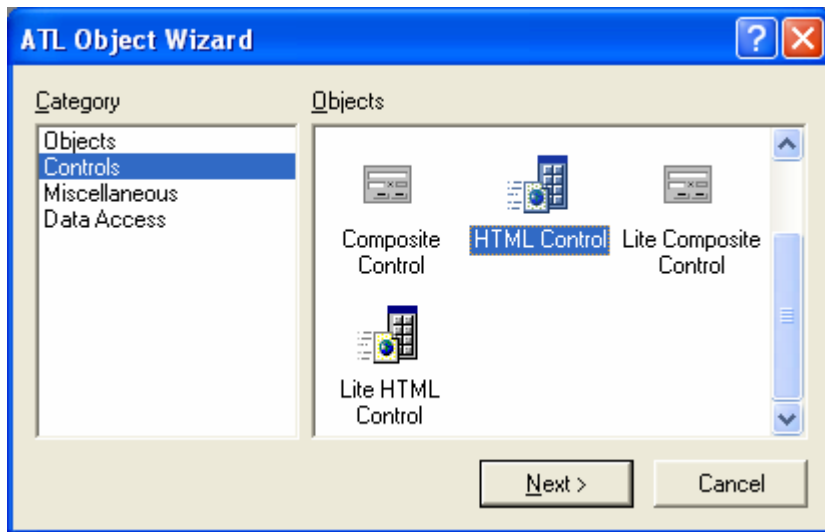 ATL Object Wizard
Category
Objects
Objects
Controls
Miscellaneous
Data Access
Composite
Control
HTML Control
Lite Composite
Control
Lite HTML
Control
Next >
Cancel